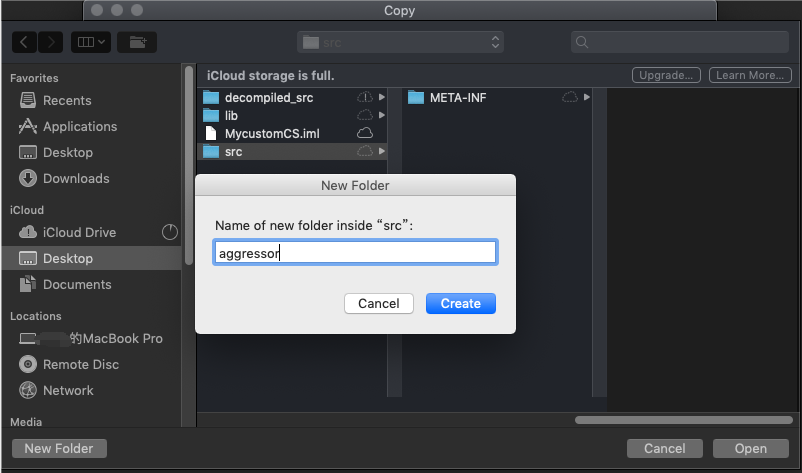 Copy
src
Favorites
iCloud storage is full.
Upgrade...
Learn More...
Recents
Applications
Desktop
Downloads
decompiled_src
lib
MycustomCS.iml
src
META-INF
New Folder
Name of new folder inside “src”:
aggressor
Cancel
Create
iCloud
iCloud Drive
Desktop
Documents
Locations
的MacBook Pro
Remote Disc
Network
Media
New Folder
Cancel
Open